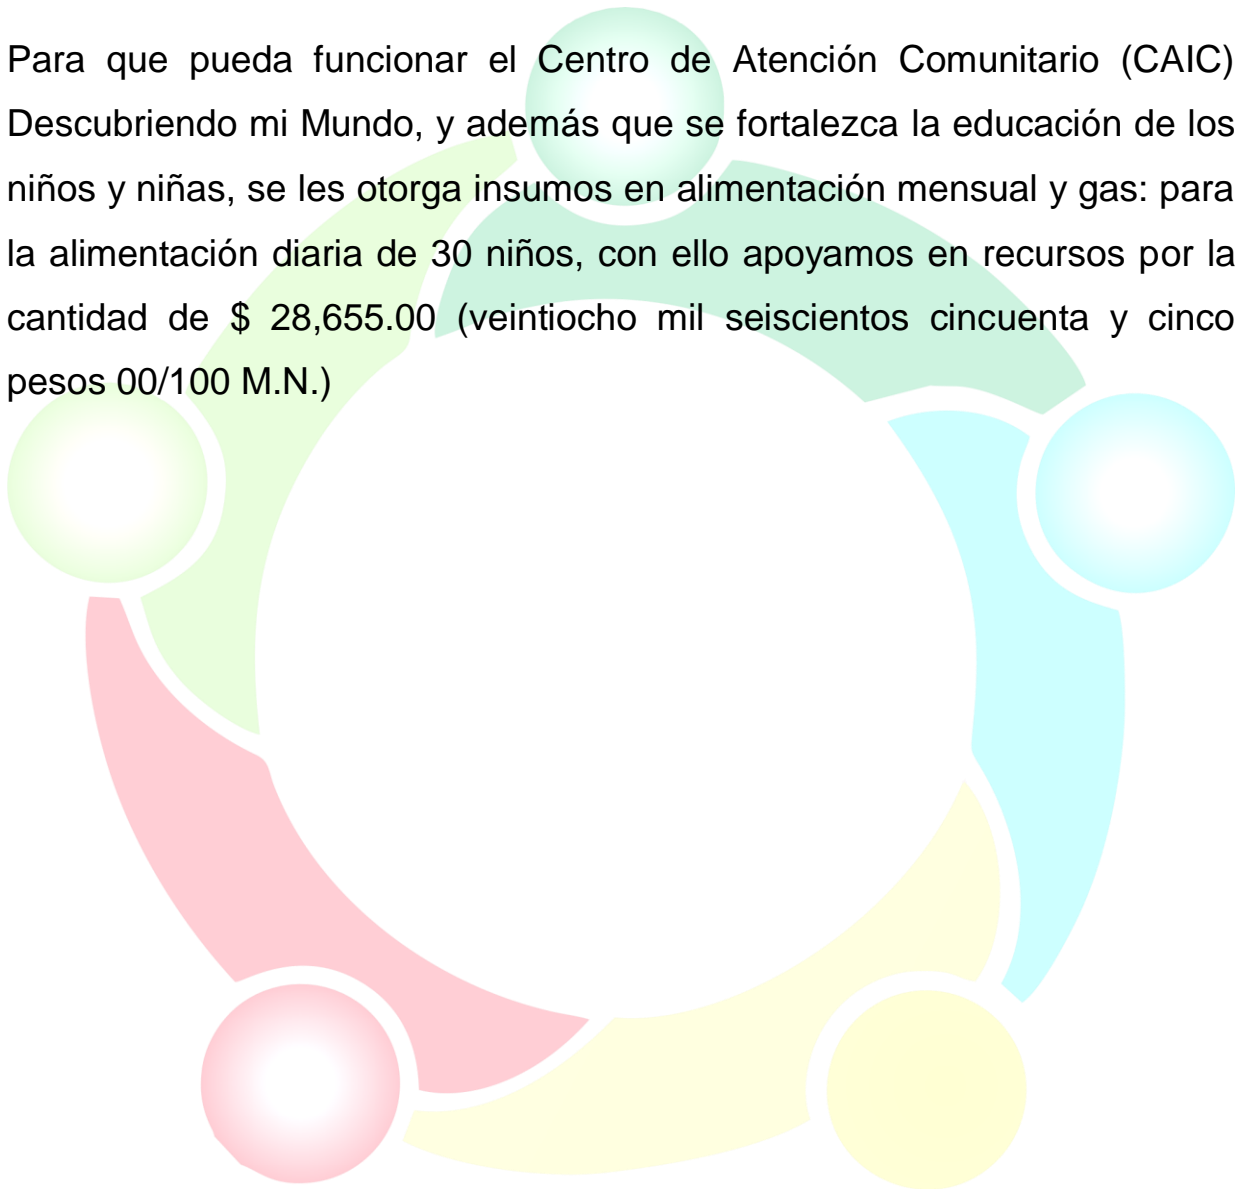 Para que pueda funcionar el Centro de Atención Comunitario (CAIC)
Descubriendo mi Mundo, y además que se fortalezca la educación de los
niños y niñas, se les otorga insumos en alimentación mensual y gas: para
la alimentación diaria de 30 niños, con ello apoyamos en recursos por la
cantidad de $ 28,655.00 (veintiocho mil seiscientos cincuenta y cinco
pesos 00/100 M.N.)